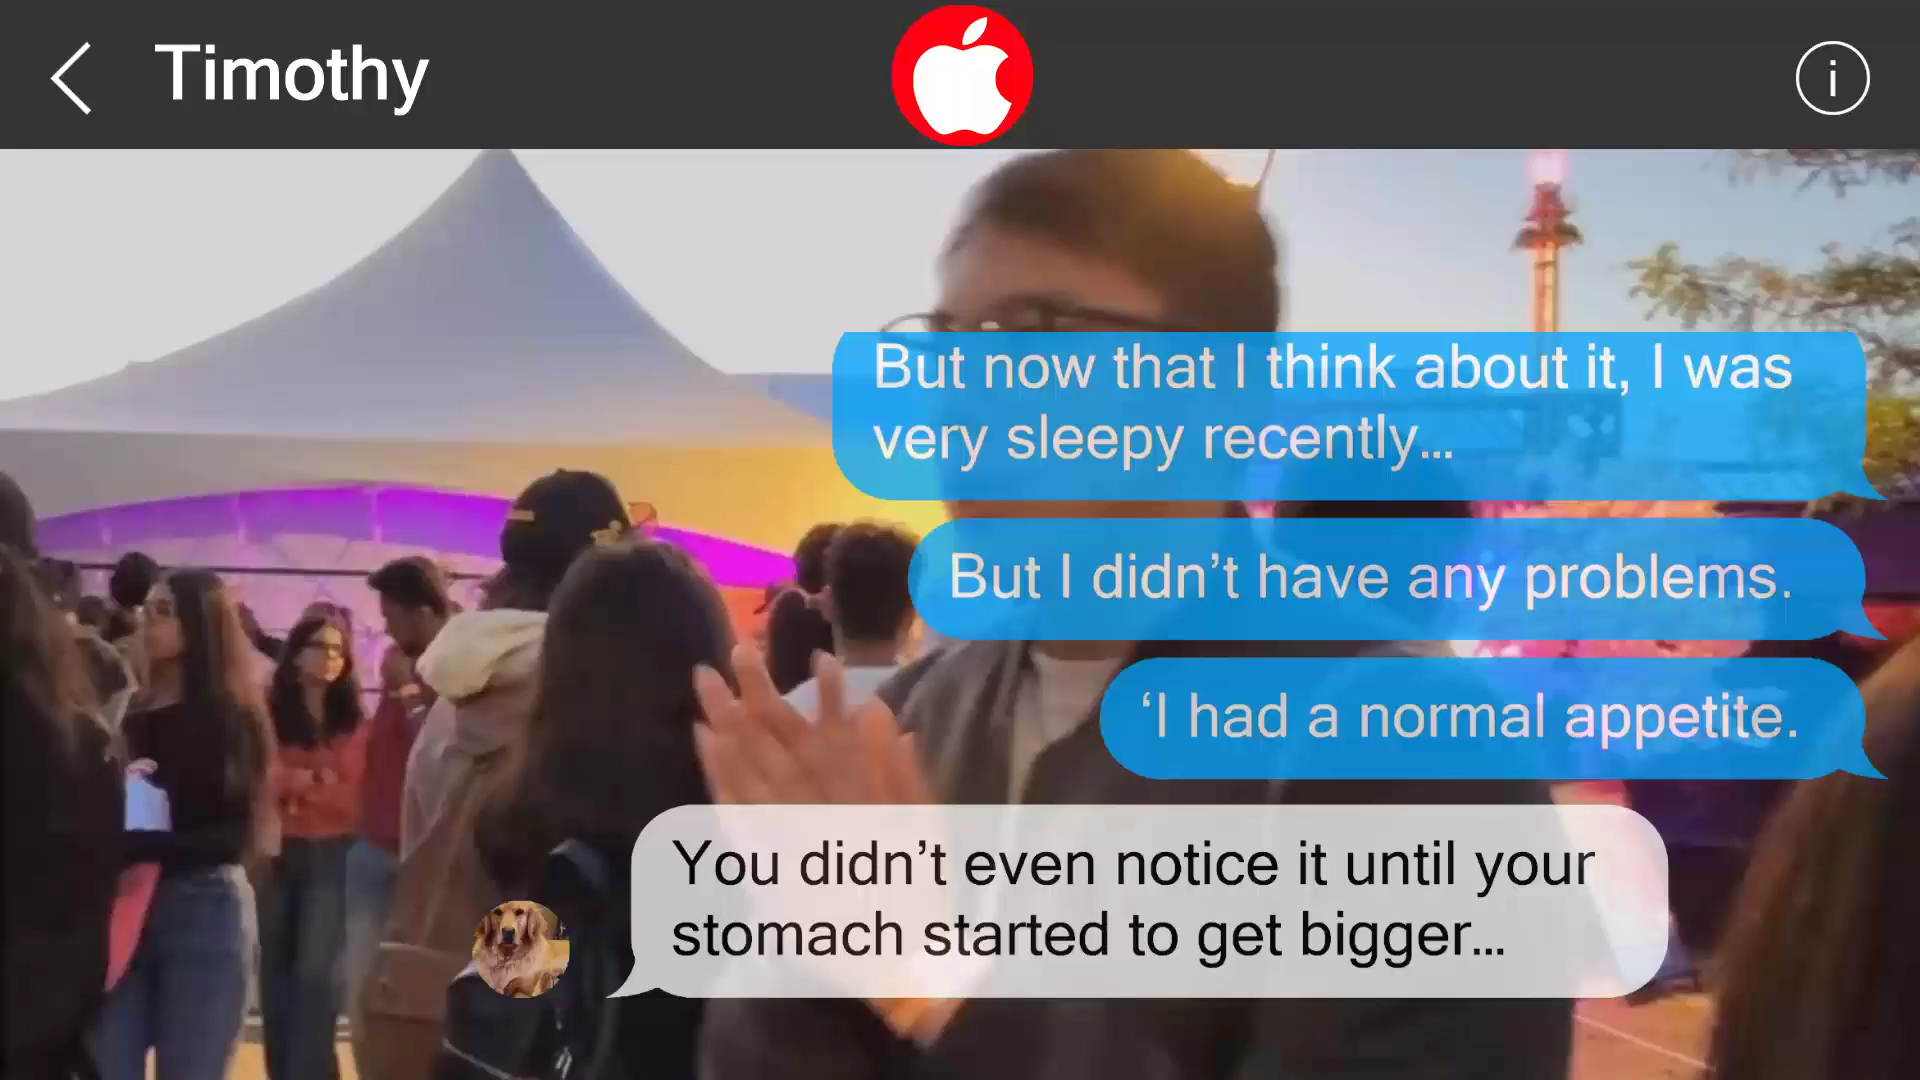 Timothy
But now that I think about it, I was
very sleepy recently...
But I didn’t have any problems.
‘I had a normal appetite.
You didn’t even notice it until your
stomach started to get bigger...